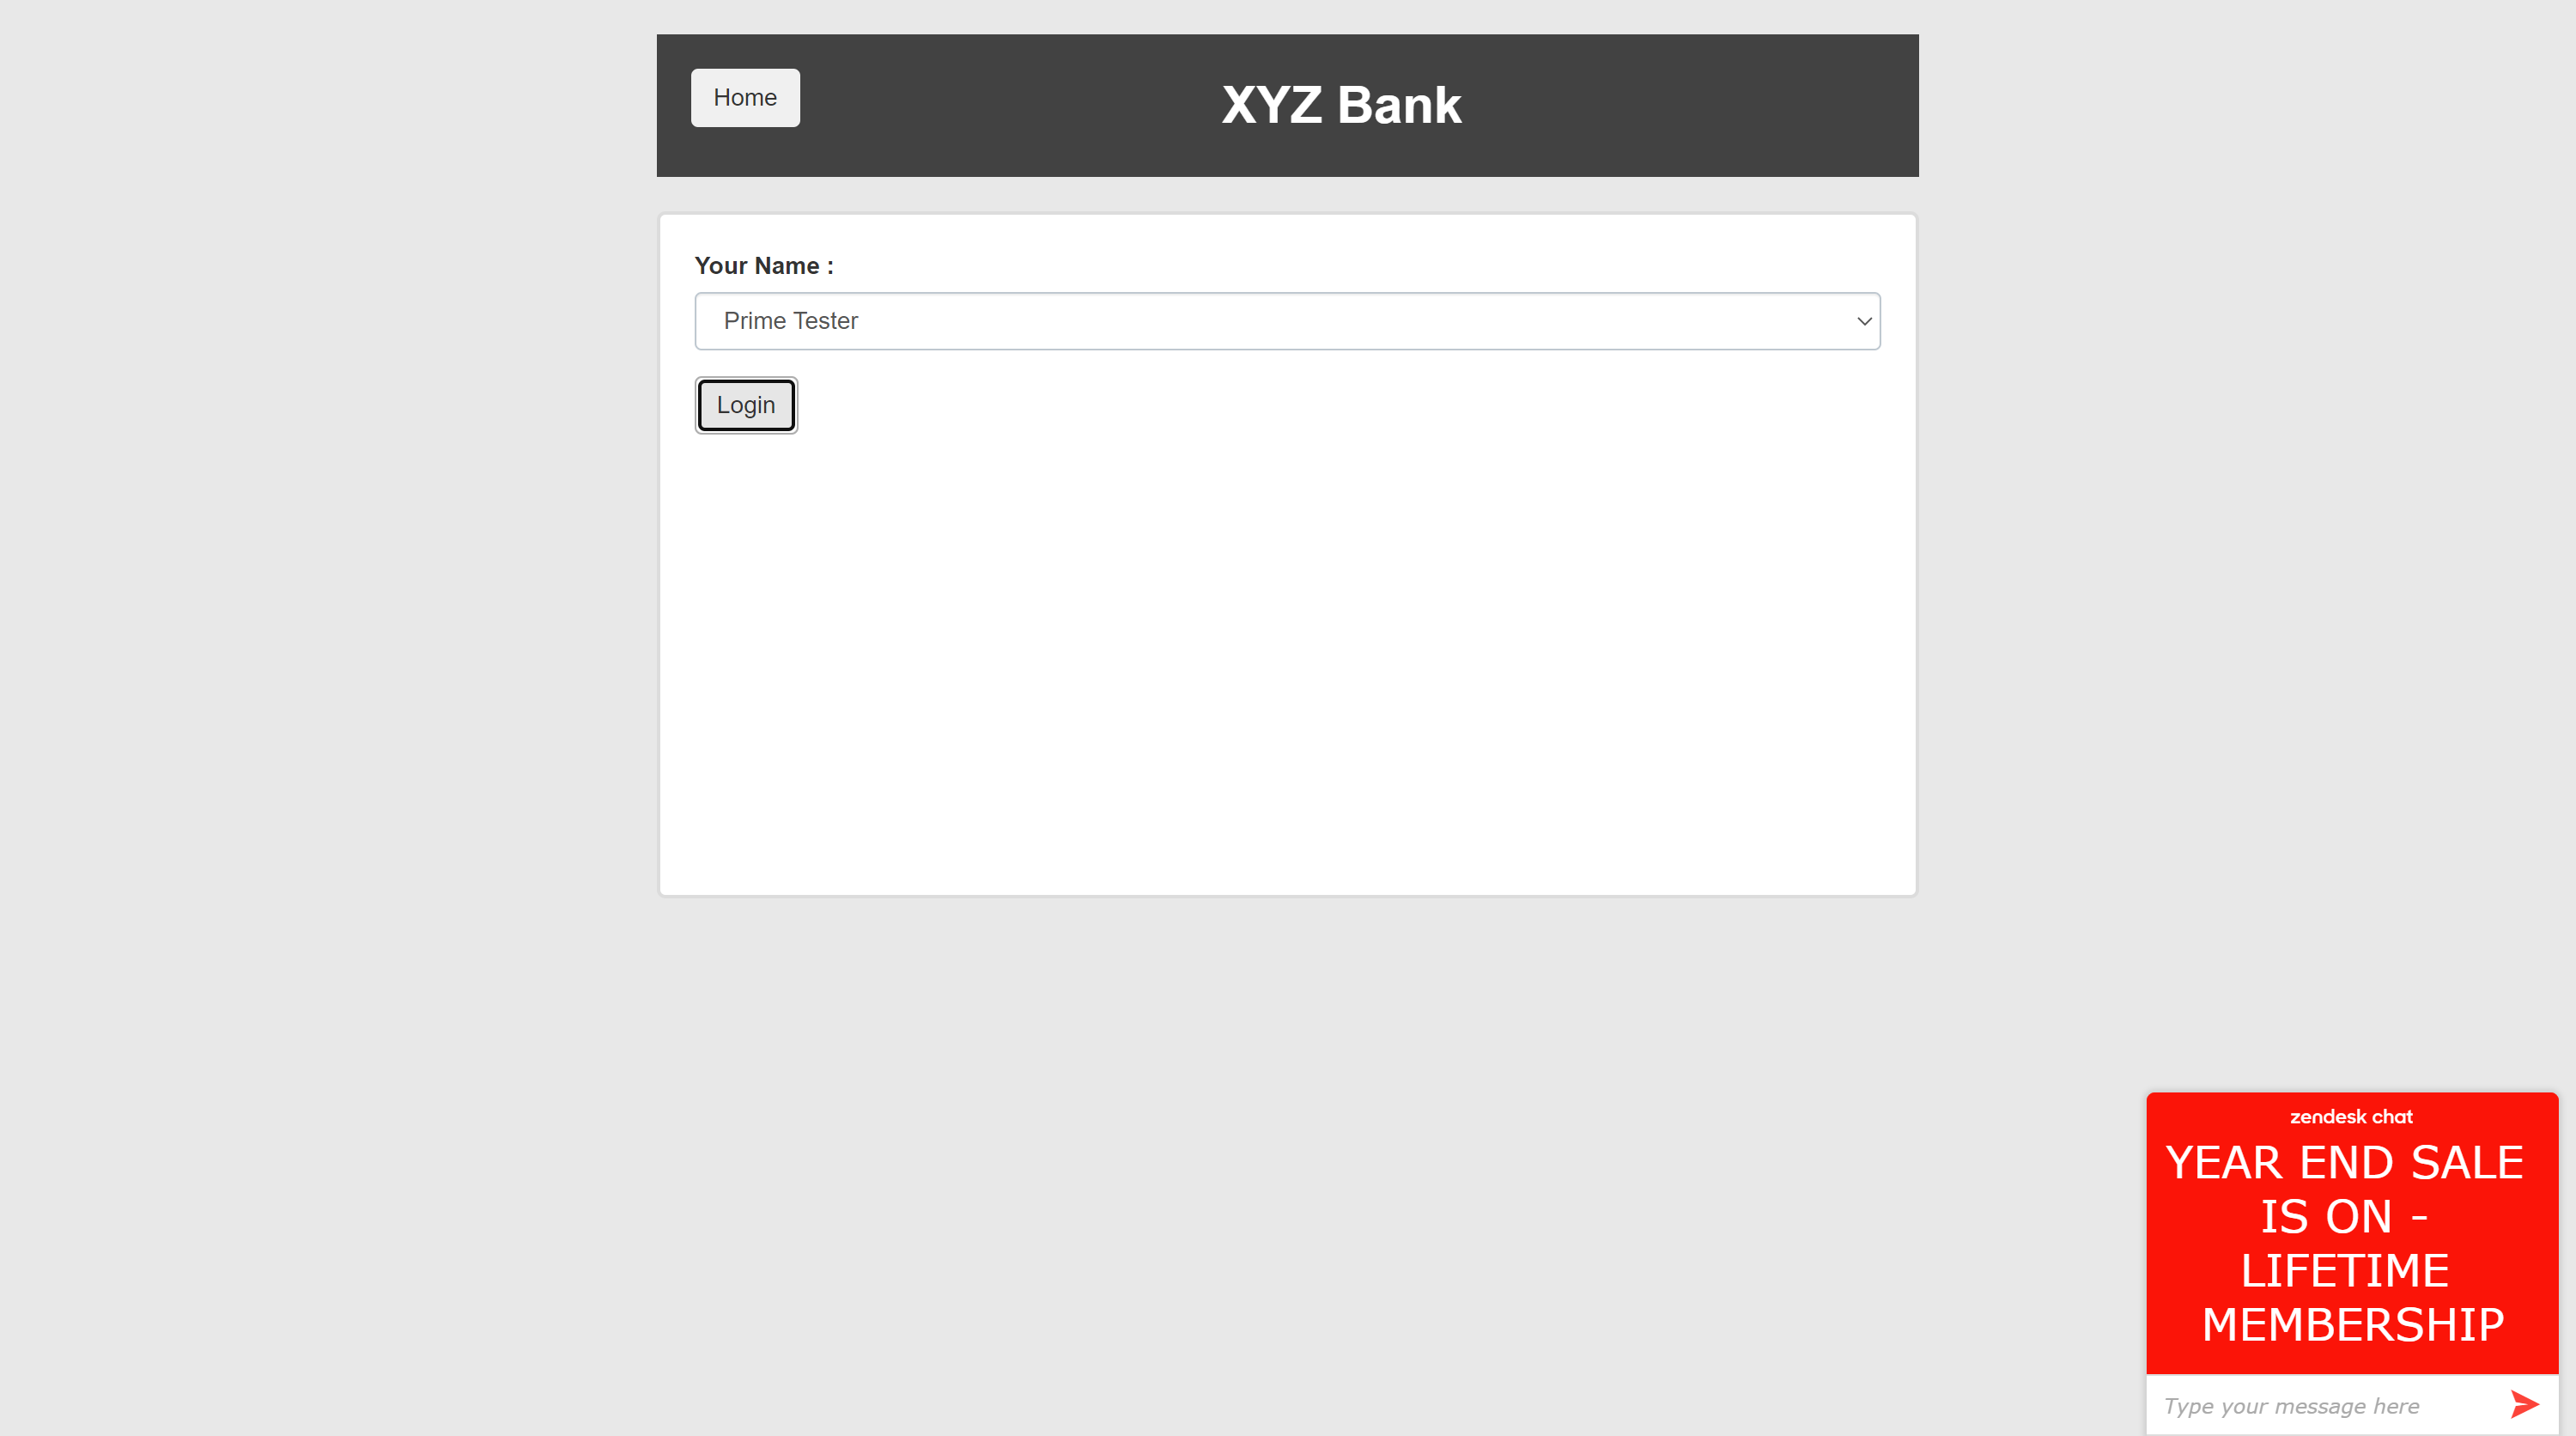 Home
XYZ Bank
Your Name :
Prime Tester
Login
zendesk chat
YEAR END SALE
IS ON -
LIFETIME
MEMBERSHIP
Type your message here